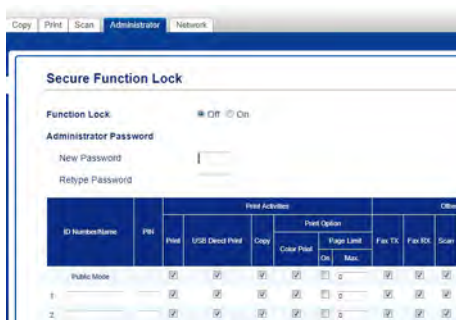 Copy Print Scan Administrator Network
Secure Function Lock
Function Lock Off On
Administrator Password
New Password
Retype Password
Print Activities Othe
Print Option
ID Number/Name PIN Print USB Direct Print Copy Color Print Page Limit Fax TX Fax RX Scan
On Max.
Public Mode 0
1 0
2 0